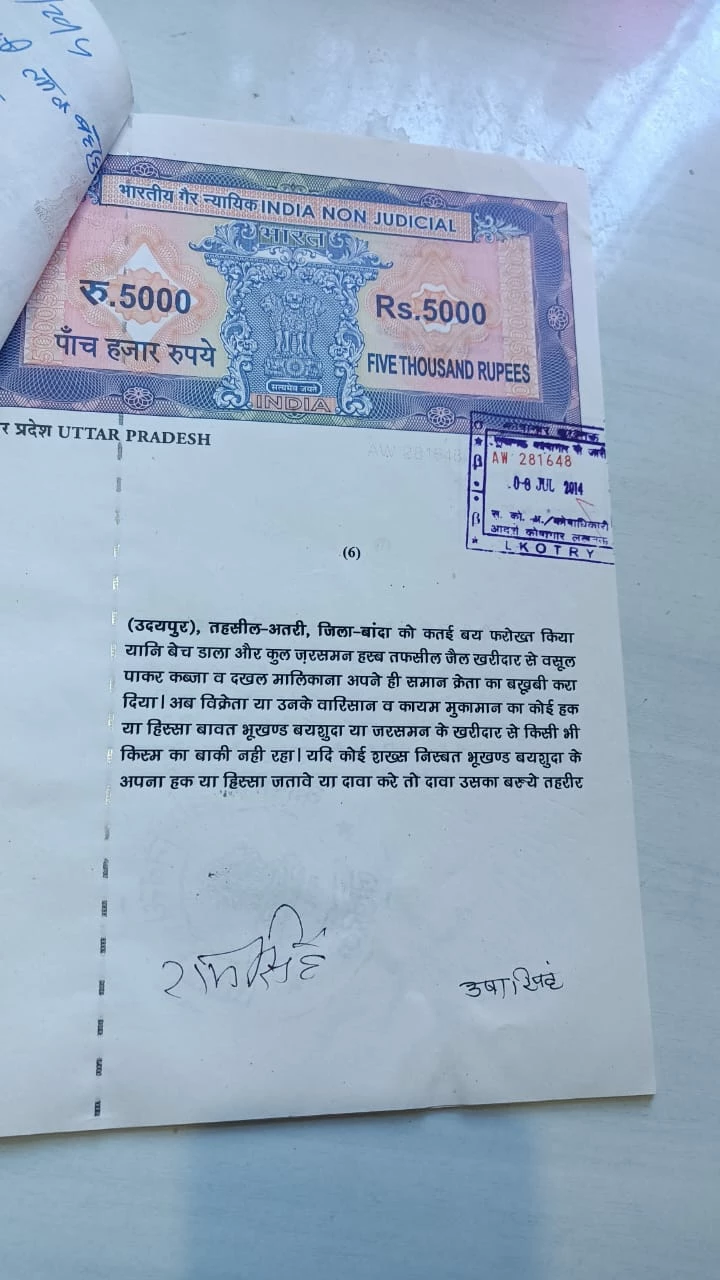 भारतीय गैर न्यायिक INDIA NON JUDICIAL
भारत
रु.5000
Rs.5000
पाँच हज़ार रुपये
FIVE THOUSAND RUPEES
सत्यमेव जयते
INDIA
र प्रदेश UTTAR PRADESH
AW 281648
AW 281648
08 JUL 2014
आदर्श कोषागार लखनऊ
LKOTRY
(6)
(उदयपुर), तहसील-अतरी, जिला-बांदा को कतई बय फरोख्त किया
यानि बेच डाला और कुल ज़रसमन हस्ब तफसील जैल खरीदार से वसूल
पाकर कब्जा व दखल मालिकाना अपने ही समान क्रेता का बखूबी करा
दिया। अब विक्रेता या उनके वारिसान व कायम मुकामान का कोई हक
या हिस्सा बावत भूखण्ड बयशुदा या जरसमन के खरीदार से किसी भी
किस्म का बाकी नही रहा। यदि कोई शख्स निस्बत भूखण्ड बयशुदा के
अपना हक या हिस्सा जतावे या दावा करे तो दावा उसका बरूये तहरीर
रामसिंह
उषा सिंह